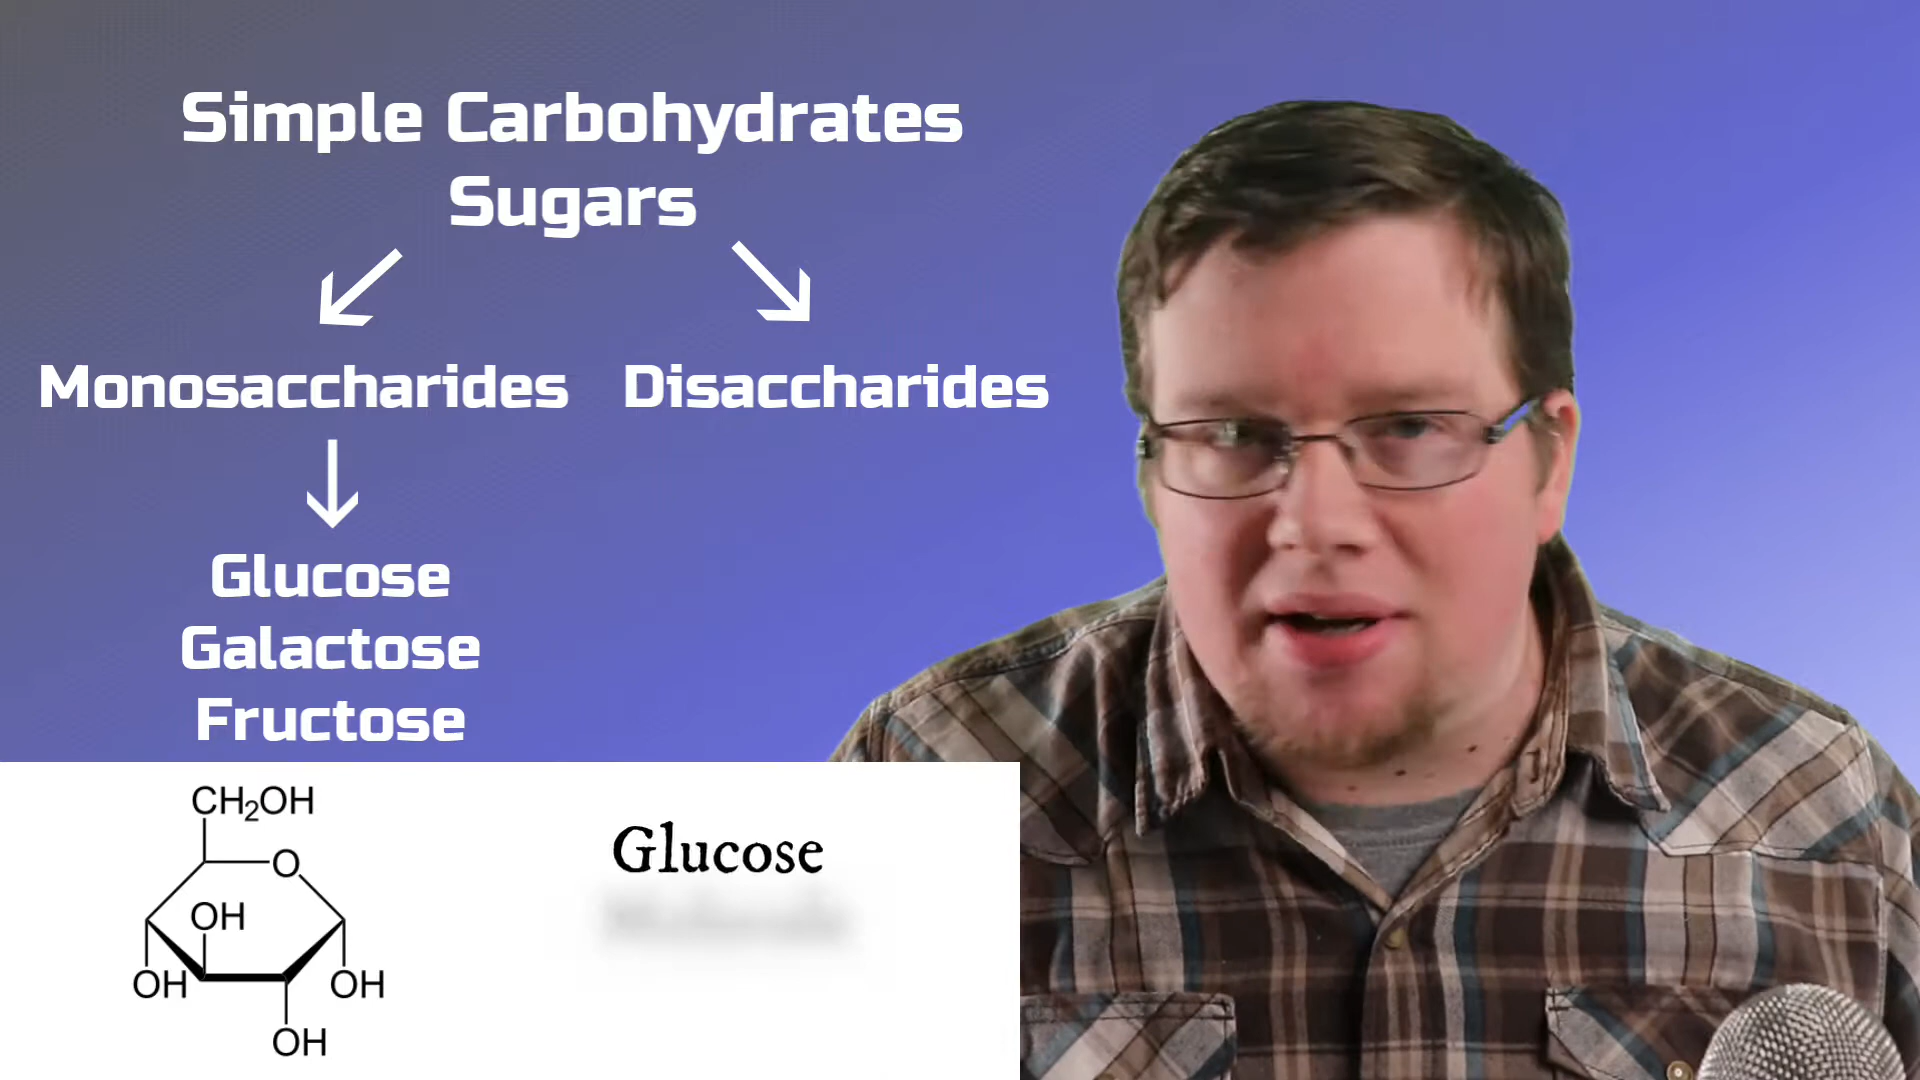 Simple Carbohydrates
Sugars
Monosaccharides Disaccharides
Glucose
Galactose
Fructose
CH₂OH
O
OH
OH
OH
OH
Glucose